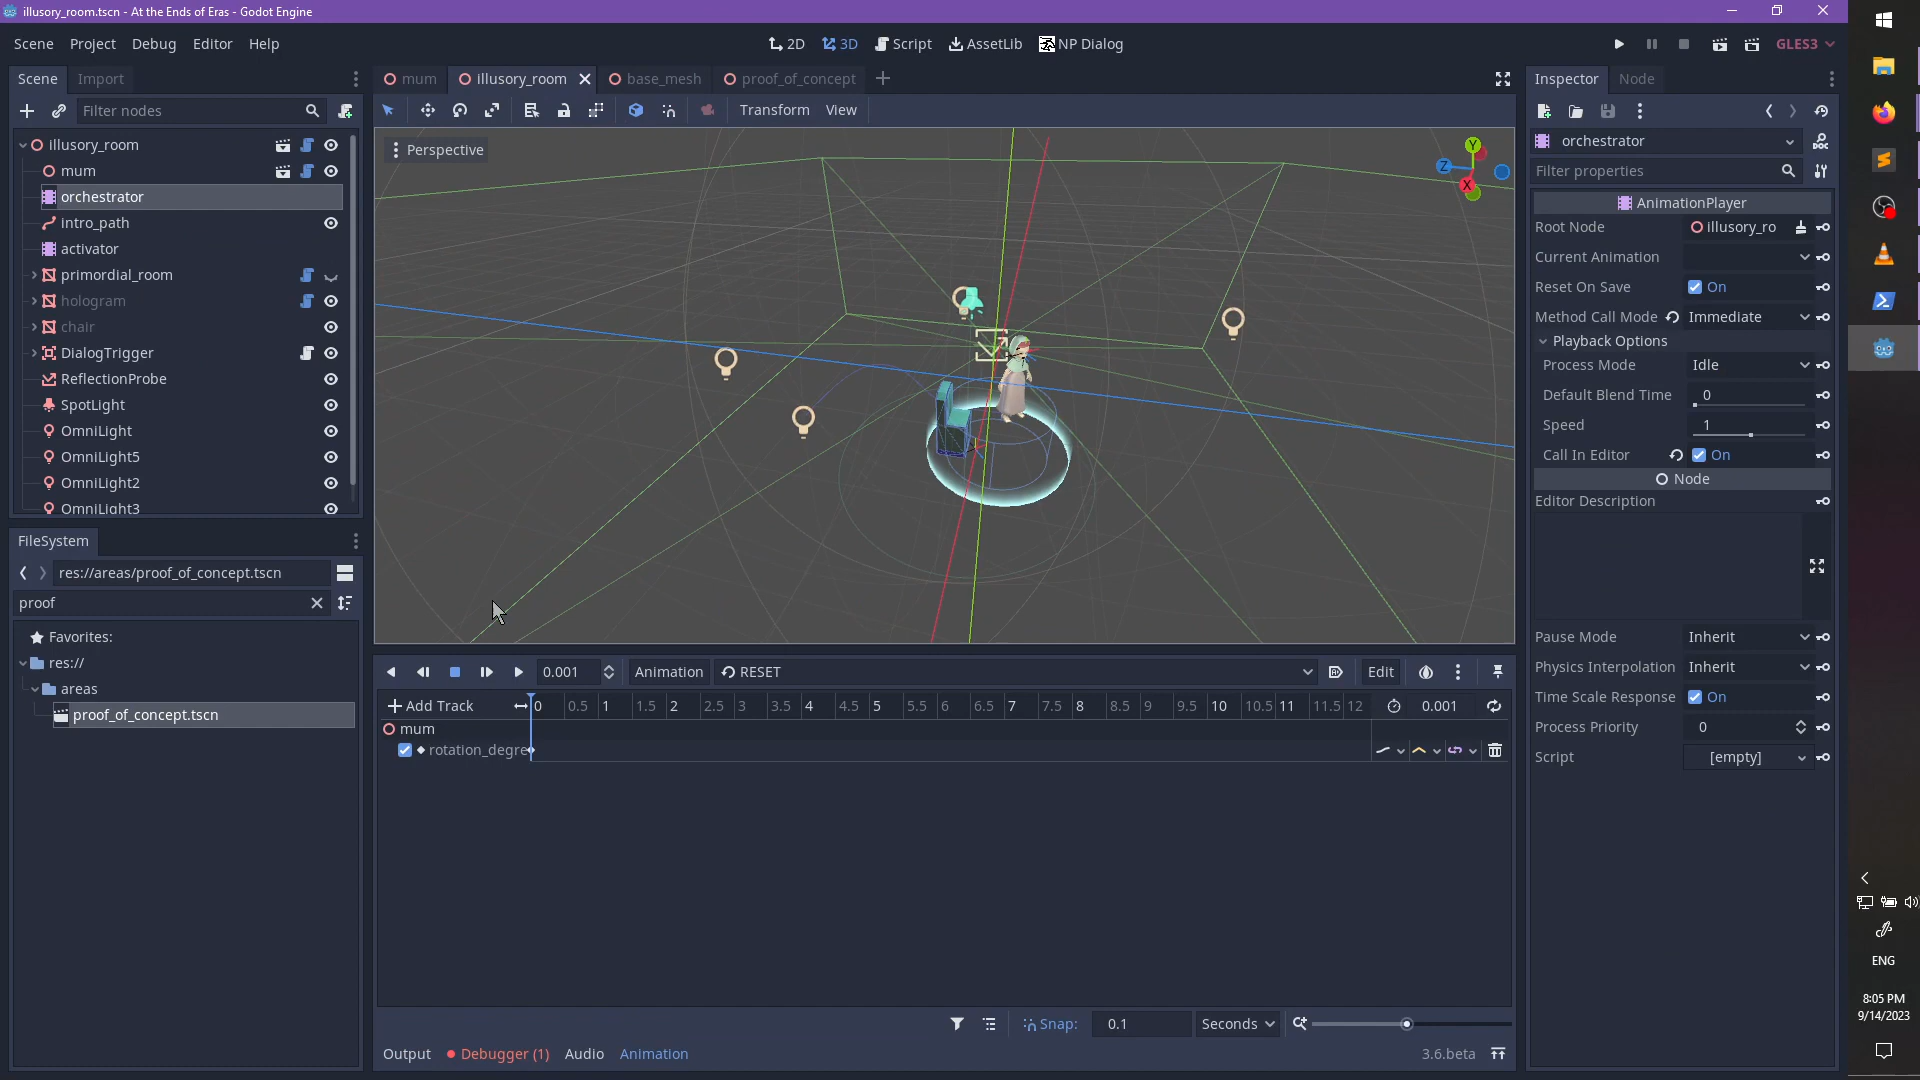 illusory_room.tscn - At the Ends of Eras - Godot Engine
Scene Project Debug Editor Help
2D 3D Script AssetLib NP Dialog
GLES3
Scene Import
mum illusory_room base_mesh proof_of_concept
Inspector Node
Filter nodes
Transform View
illusory_room
mum
orchestrator
intro_path
activator
primordial_room
hologram
chair
DialogTrigger
ReflectionProbe
SpotLight
OmniLight
OmniLight5
OmniLight2
OmniLight3
Perspective
Y
Z
X
orchestrator
Filter properties
AnimationPlayer
Root Node illusory_ro
Current Animation
Reset On Save On
Method Call Mode Immediate
Playback Options
Process Mode Idle
Default Blend Time 0
Speed 1
Call In Editor On
Node
Editor Description
Pause Mode Inherit
Physics Interpolation Inherit
Time Scale Response On
Process Priority 0
Script [empty]
FileSystem
res://areas/proof_of_concept.tscn
proof
Favorites:
res://
areas
proof_of_concept.tscn
0.001 Animation RESET Edit
Add Track 0 0.5 1 1.5 2 2.5 3 3.5 4 4.5 5 5.5 6 6.5 7 7.5 8 8.5 9 9.5 10 10.5 11 11.5 12 0.001
mum
rotation_degre
Snap: 0.1 Seconds
Output Debugger (1) Audio Animation 3.6.beta
ENG
8:05 PM
9/14/2023